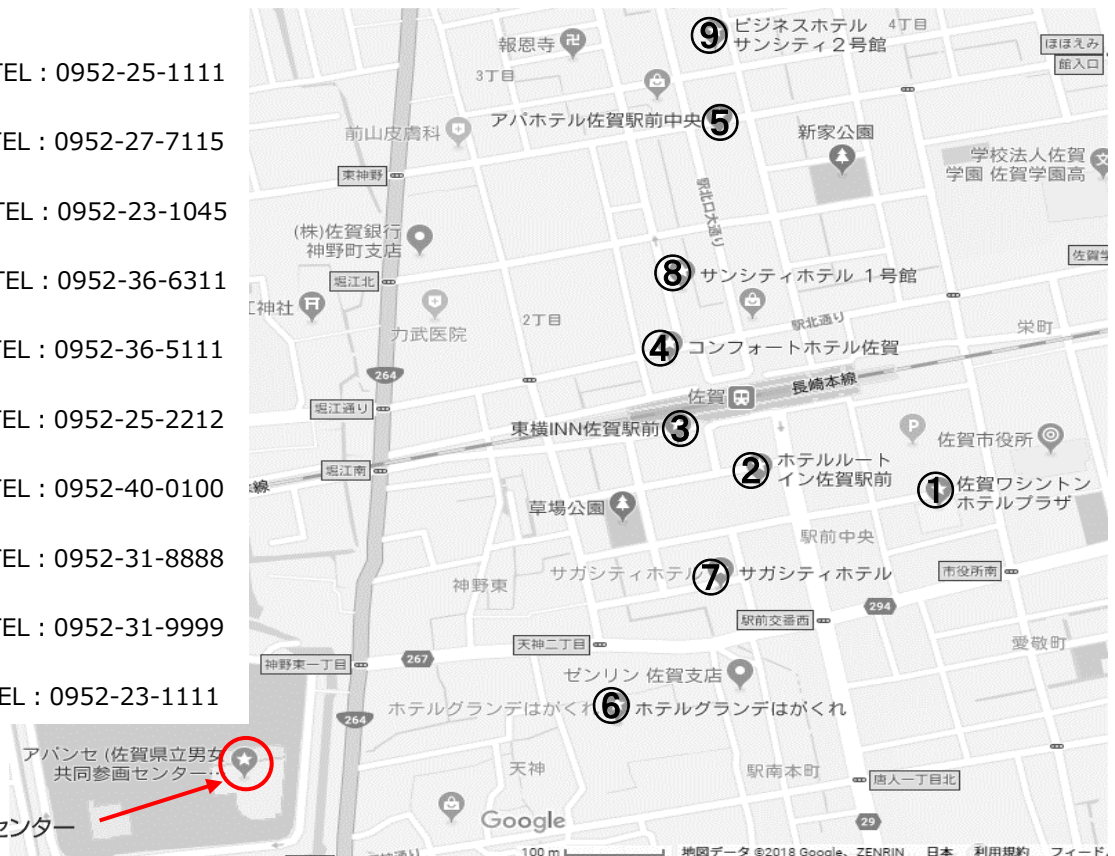 TEL：0952-25-1111
TEL：0952-27-7115
TEL：0952-23-1045
TEL：0952-36-6311
TEL：0952-36-5111
TEL：0952-25-2212
TEL：0952-40-0100
TEL：0952-31-8888
TEL：0952-31-9999
TEL：0952-23-1111
⑨ ビジネスホテル
サンシティ２号館
4丁目
報恩寺
ほほえみ
館入口
3丁目
アパホテル佐賀駅前中央 ⑤
新家公園
前山皮膚科
学校法人佐賀
学園 佐賀学園高
東神野
駅北口大通り
(株)佐賀銀行
神野町支店
佐賀学
⑧ サンシティホテル １号館
堀江北
江神社
力武医院
2丁目
駅北通り
栄町
④ コンフォートホテル佐賀
264
佐賀
長崎本線
堀江通り
東横INN佐賀駅前 ③
P
佐賀市役所
堀江南
線
② ホテルルート
イン佐賀駅前
① 佐賀ワシントン
ホテルプラザ
草場公園
駅前中央
神野東
サガシティホテル ⑦ サガシティホテル
市役所南
294
駅前交番西
天神二丁目
愛敬町
神野東一丁目
267
ゼンリン 佐賀支店
264
ホテルグランデはがくれ ⑥ ホテルグランデはがくれ
アバンセ (佐賀県立男女
共同参画センター…
天神
駅南本町
唐人一丁目北
センター
Google
29
100 m
地図データ ©2018 Google、ZENRIN
日本
利用規約
フィード